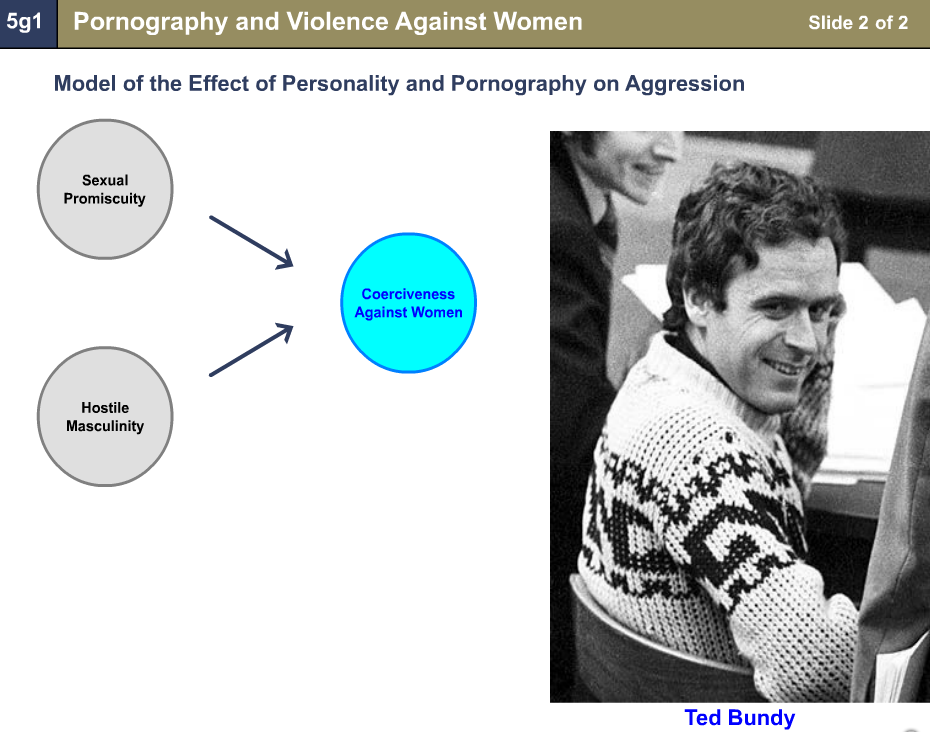 5g1
Pornography and Violence Against Women
Slide 2 of 2
Model of the Effect of Personality and Pornography on Aggression
Sexual
Promiscuity
Coerciveness
Against Women
Hostile
Masculinity
Ted Bundy